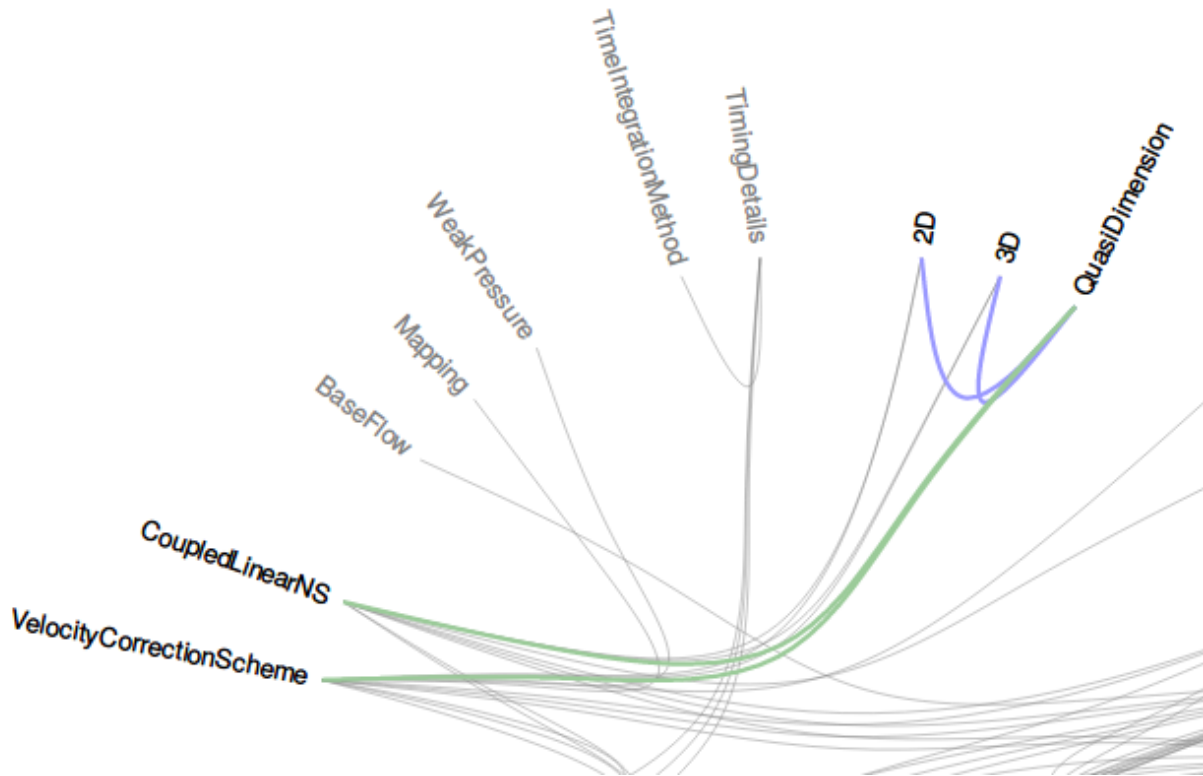 TimeIntegrationMethod
TimingDetails
QuasiDimension
WeakPressure
2D
3D
Mapping
BaseFlow
CoupledLinearNS
VelocityCorrectionScheme